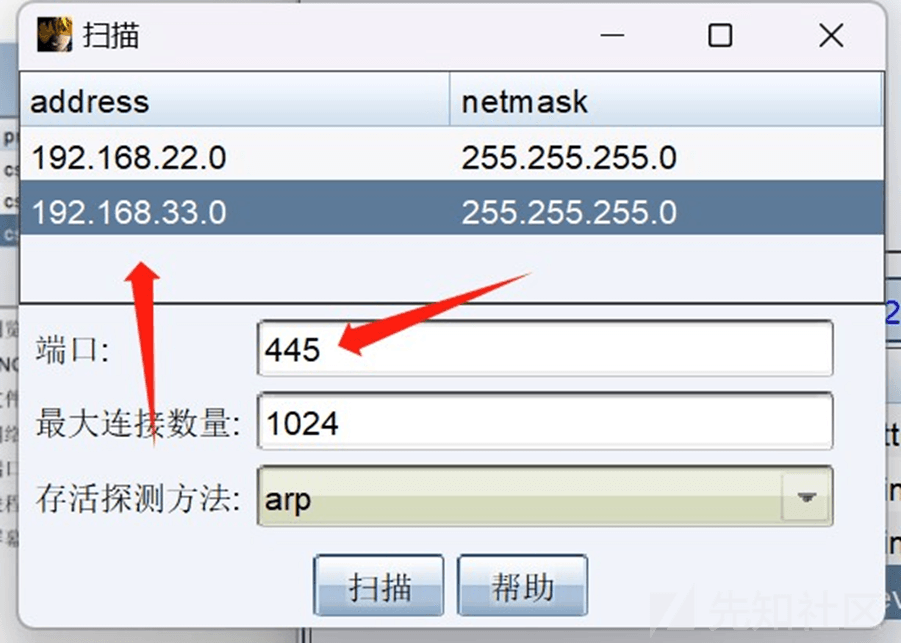 扫描
address netmask
192.168.22.0 255.255.255.0
192.168.33.0 255.255.255.0
端口: 445
最大连接数量: 1024
存活探测方法: arp
扫描 帮助
先知社区